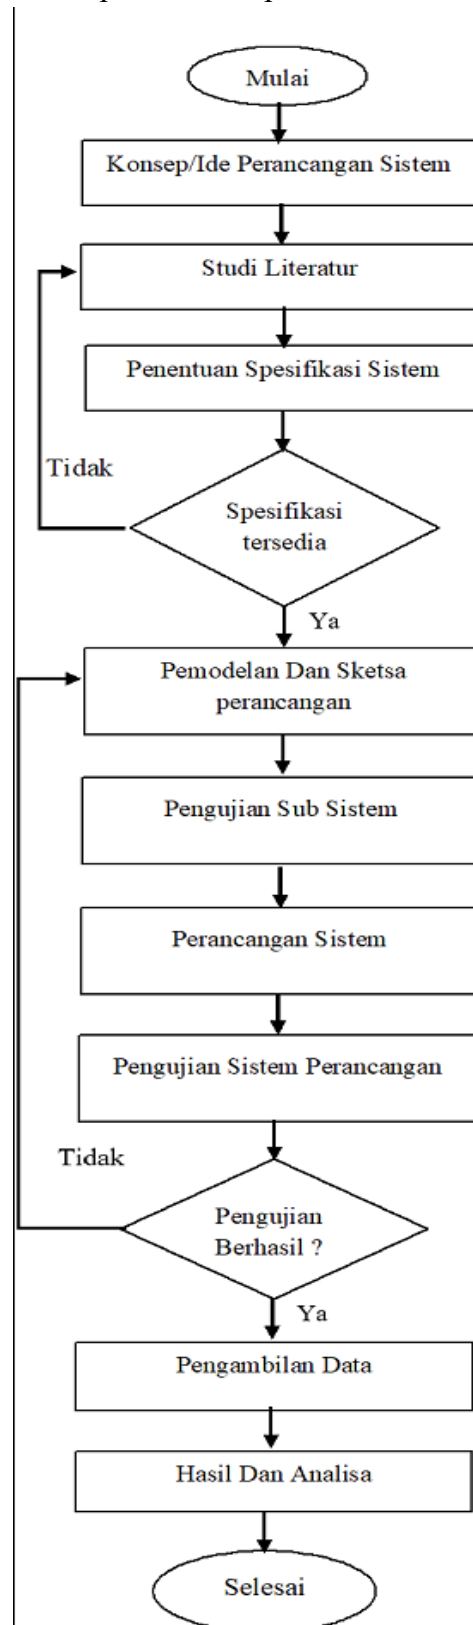 Mulai
Konsep/Ide Perancangan Sistem
Studi Literatur
Penentuan Spesifikasi Sistem
Tidak
Spesifikasi
tersedia
Ya
Pemodelan Dan Sketsa
perancangan
Pengujian Sub Sistem
Perancangan Sistem
Pengujian Sistem Perancangan
Tidak
Pengujian
Berhasil ?
Ya
Pengambilan Data
Hasil Dan Analisa
Selesai